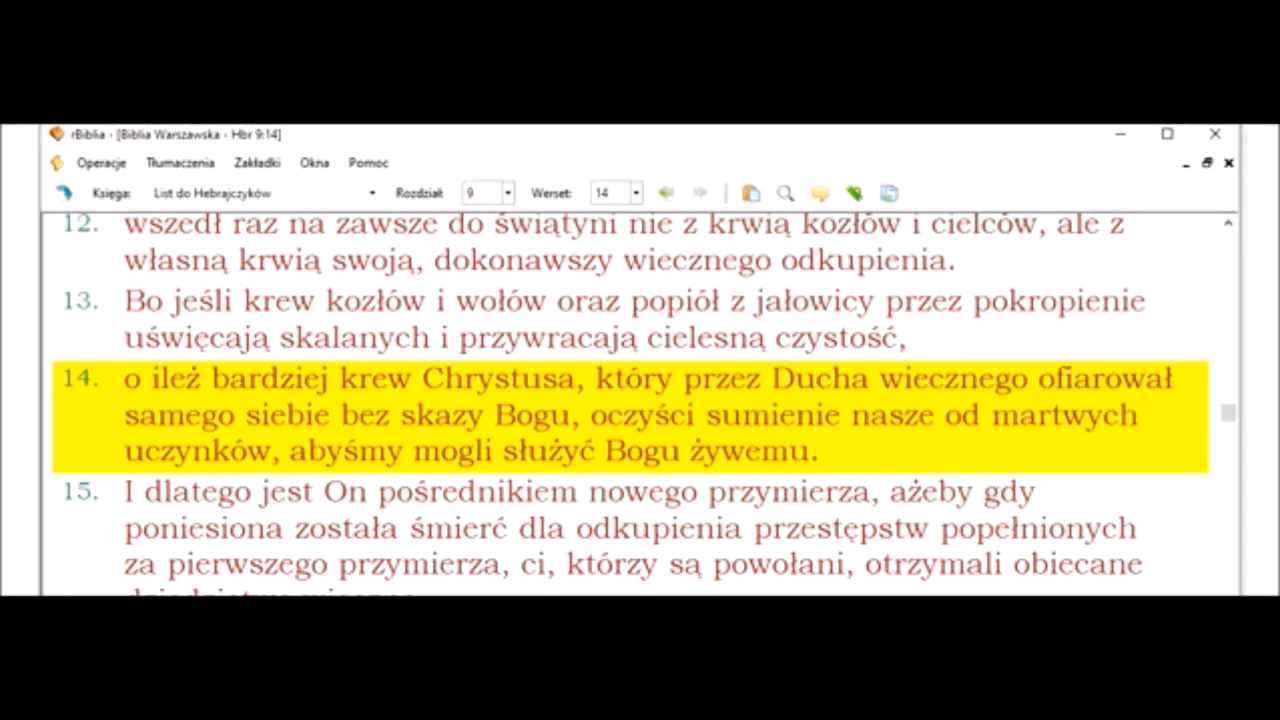 rBiblia - [Biblia Warszawska - Hbr 9:14]
Operacje Tłumaczenia Zakładki Okna Pomoc
Księga: List do Hebrajczyków Rozdział: 9 Werset: 14
12. wszedł raz na zawsze do świątyni nie z krwią kozłów i cielców, ale z
własną krwią swoją, dokonawszy wiecznego odkupienia.
13. Bo jeśli krew kozłów i wołów oraz popiół z jałowicy przez pokropienie
uświęcają skalanych i przywracają cielesną czystość,
14. o ileż bardziej krew Chrystusa, który przez Ducha wiecznego ofiarował
samego siebie bez skazy Bogu, oczyści sumienie nasze od martwych
uczynków, abyśmy mogli służyć Bogu żywemu.
15. I dlatego jest On pośrednikiem nowego przymierza, ażeby gdy
poniesiona została śmierć dla odkupienia przestępstw popełnionych
za pierwszego przymierza, ci, którzy są powołani, otrzymali obiecane